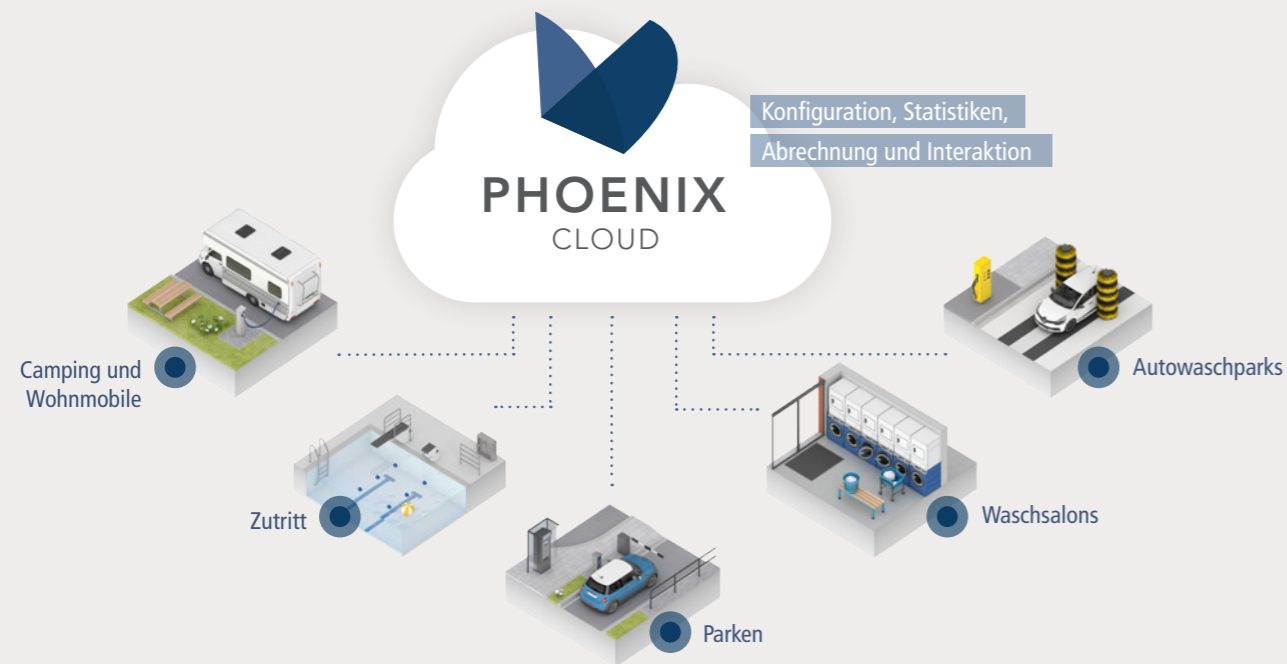 PHOENIX
CLOUD
Konfiguration, Statistiken,
Abrechnung und Interaktion
Camping und
Wohnmobile
Zutritt
Parken
Waschsalons
Autowaschparks